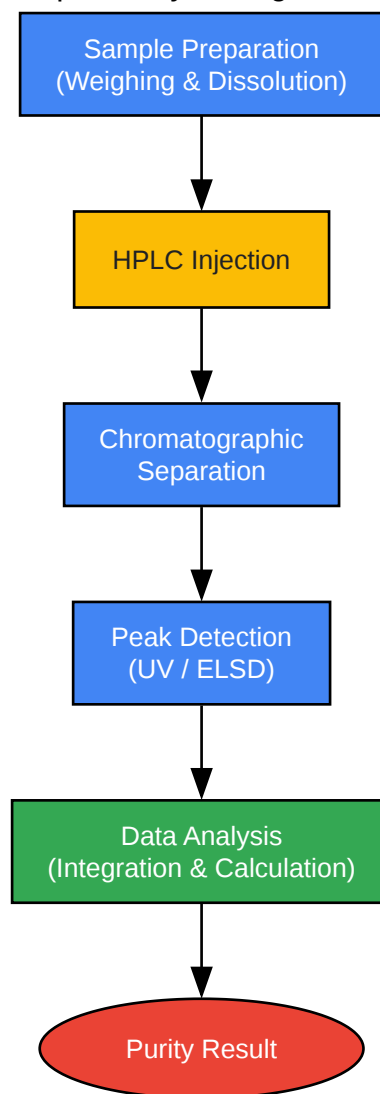 Sample Preparation
(Weighing & Dissolution)
HPLC Injection
Chromatographic
Separation
Peak Detection
(UV / ELSD)
Data Analysis
(Integration & Calculation)
Purity Result